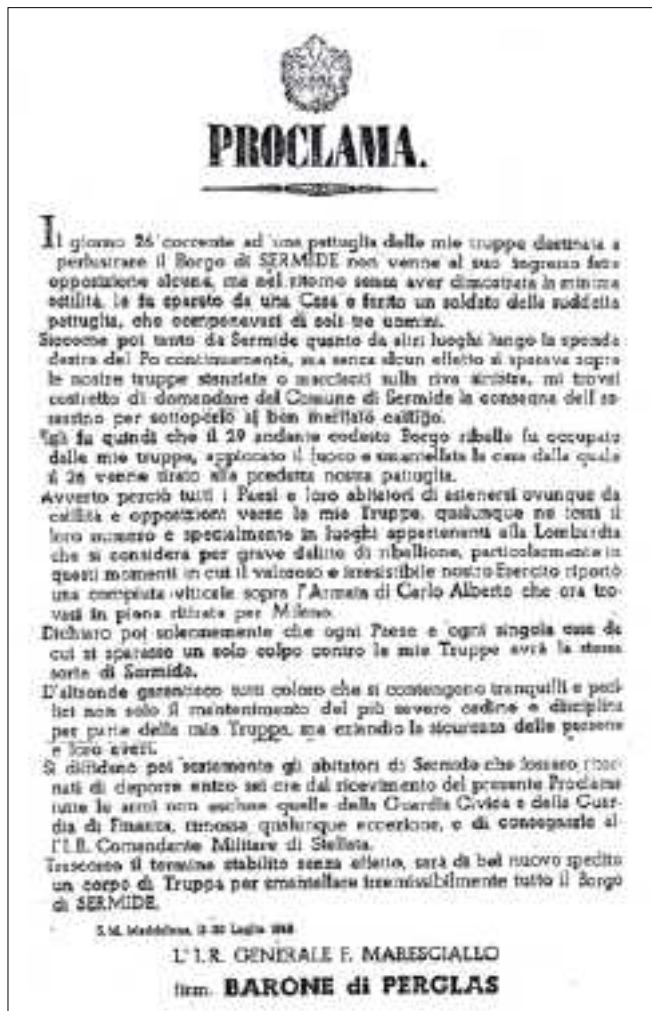 PROCLAMA.
Il giorno 26 corrente ad una pattuglia delle mie truppe destinata a
perlustrare il Borgo di SERMIDE non venne al suo ingresso fatta
opposizione alcuna, ma nel ritorno senza aver dimostrata la minima
ostilità, le fu sparato da una Casa e ferito un soldato della suddetta
pattuglia, che componevasi di soli tre uomini.
Siccome poi tanto da Sermide quanto da altri luoghi lungo la sponda
destra del Po continuamente, ma senza alcun effetto si sparava sopra
le nostre truppe stanziate o marcianti sulla riva sinistra, mi trovai
costretto di domandare dal Comune di Sermide la consegna dell'as-
sassino per sottoporlo al ben meritato castigo.
Egli fu quindi che il 29 andante codesto Borgo ribelle fu occupato
dalle mie truppe, appiccato il fuoco e smantellata la casa dalla quale
il 26 venne tirato alla predetta nostra pattuglia.
Avverto perciò tutti i Paesi e loro abitatori di astenersi ovunque da
ostilità e opposizioni verso le mie Truppe, qualunque ne fossi il
loro numero e specialmente in luoghi appartenenti alla Lombardia
che si considera per grave delitto di ribellione, particolarmente in
questi momenti in cui il valoroso e irresistibile nostro Esercito riportò
una compiuta vittoria sopra l'Armata di Carlo Alberto che ora tro-
vasi in piena ritirata per Milano.
Dichiaro poi solennemente che ogni Paese e ogni singola casa da
cui si sparasse un solo colpo contro le mie Truppe avrà la stessa
sorte di Sermide.
D'altronde garantisco tutti coloro che si contengono tranquilli e paci-
fici non solo il mantenimento del più severo ordine e disciplina
per parte della mia Truppa, ma eziandio la sicurezza delle persone
e loro averi.
Si diffidano poi seriamente gli abitatori di Sermide che fossero ritor-
nati di deporre entro sei ore dal ricevimento del presente Proclama
tutte le armi non escluse quelle della Guardia Civica e della Guar-
dia di Finanza, rimossa qualunque eccezione, e di consegnarle al-
l'I.R. Comandante Militare di Stellata.
Trascorso il termine stabilito senza effetto, sarà di bel nuovo spedito
un corpo di Truppa per smantellare irremissibilmente tutto il Borgo
di SERMIDE.
S. M. Maddalena, li 30 Luglio 1848
L'I.R. GENERALE F. MARESCIALLO
firm. BARONE di PERGLAS